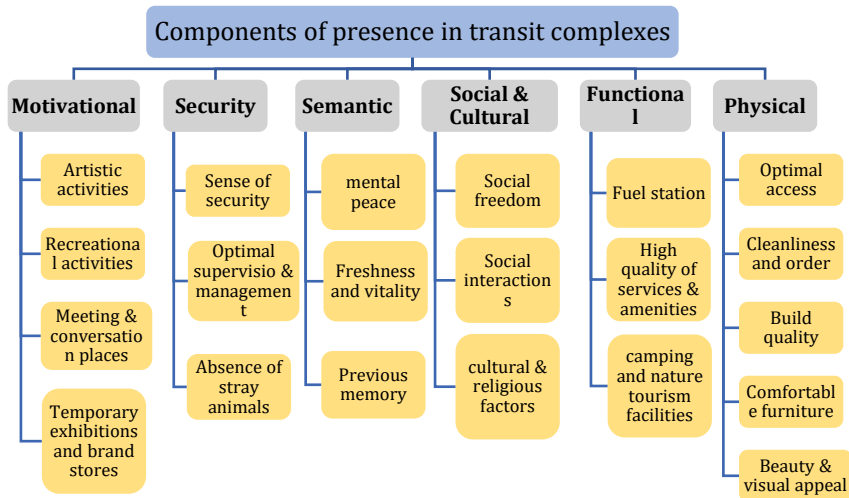 Components of presence in transit complexes
Motivational
Artistic
activities
Recreationa
l activities
Meeting &
conversatio
n places
Temporary
exhibitions
and brand
stores
Security
Sense of
security
Optimal
supervisio &
managemen
t
Absence of
stray
animals
Semantic
mental
peace
Freshness
and vitality
Previous
memory
Social &
Cultural
Social
freedom
Social
interaction
s
cultural &
religious
factors
Functiona
l
Fuel station
High
quality of
services &
amenities
camping
and nature
tourism
facilities
Physical
Optimal
access
Cleanliness
and order
Build
quality
Comfortabl
e furniture
Beauty &
visual appeal